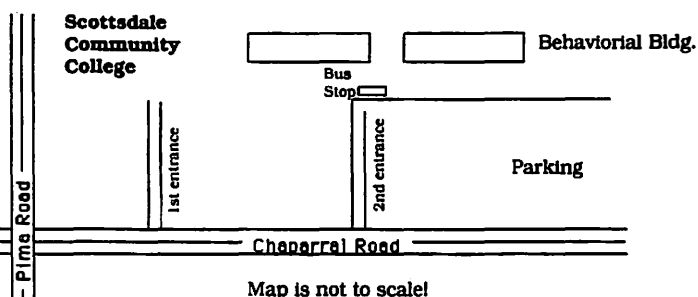 Scottsdale
Community
College
Behaviorial Bldg.
Bus
Stop
1st entrance
2nd entrance
Parking
Pima Road
Chaparral Road
Map is not to scale!